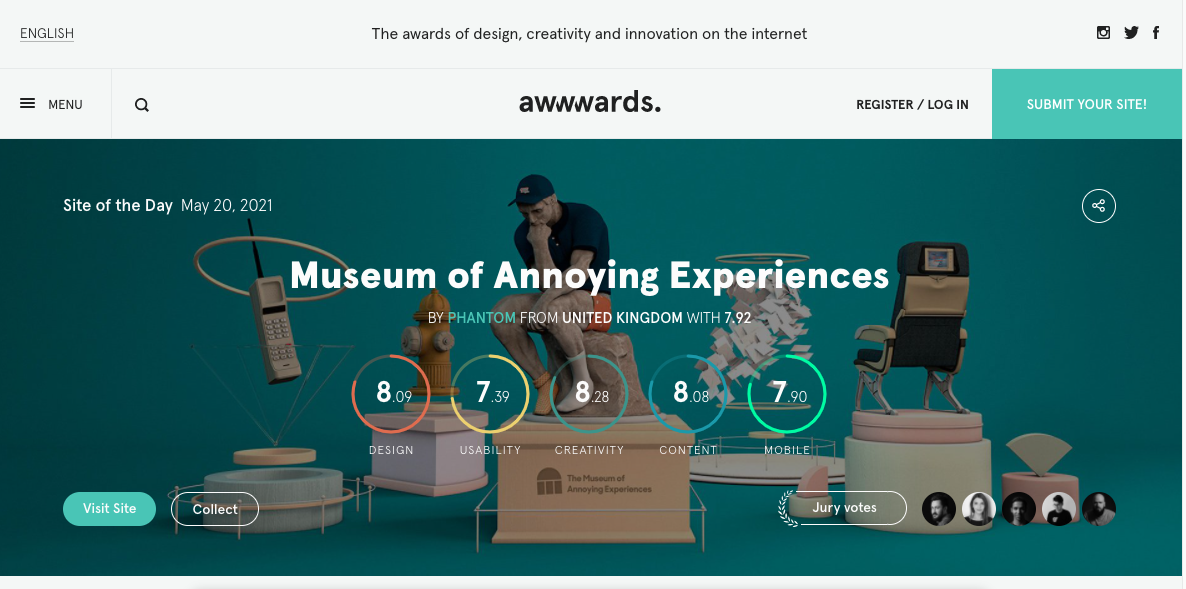 ENGLISH
The awards of design, creativity and innovation on the internet
MENU
awwwards.
REGISTER / LOG IN
SUBMIT YOUR SITE!
Site of the Day May 20, 2021
Museum of Annoying Experiences
BY PHANTOM FROM UNITED KINGDOM WITH 7.92
8.09
7.39
8.28
8.08
7.90
DESIGN
USABILITY
CREATIVITY
CONTENT
MOBILE
The Museum of
Annoying Experiences
Visit Site
Collect
Jury votes